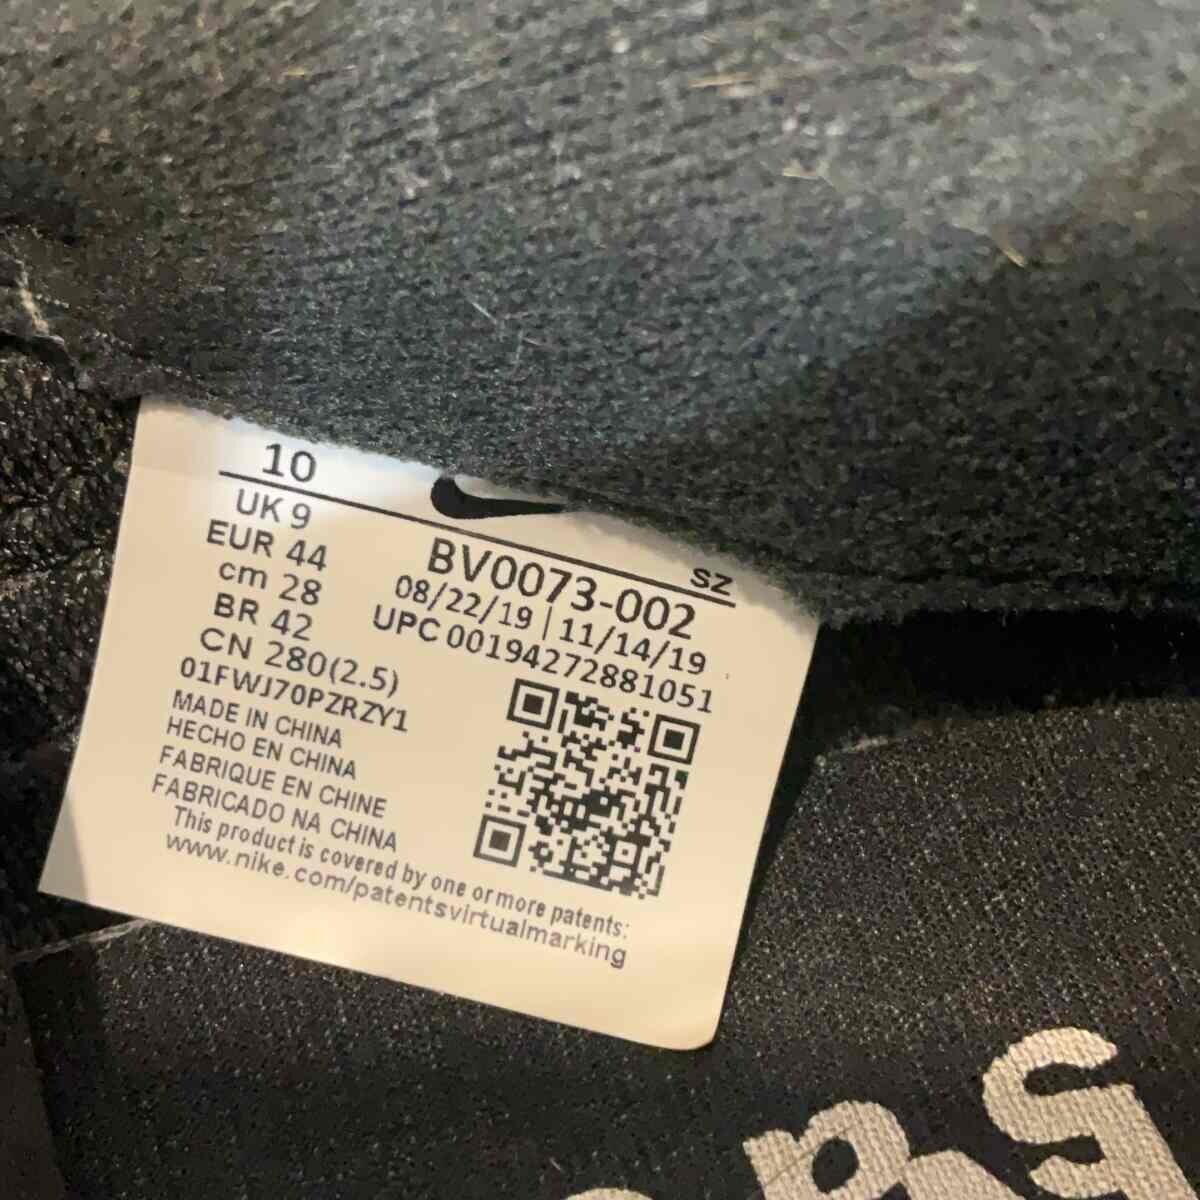 10
SZ
UK 9
EUR 44
cm 28
BR 42
CN 280(2.5)
01FWJ70PZRZY1
BV0073-002
08/22/19 | 11/14/19
UPC 00194272881051
MADE IN CHINA
HECHO EN CHINA
FABRIQUE EN CHINE
FABRICADO NA CHINA
This product is covered by one or more patents:
www.nike.com/patentsvirtualmarking